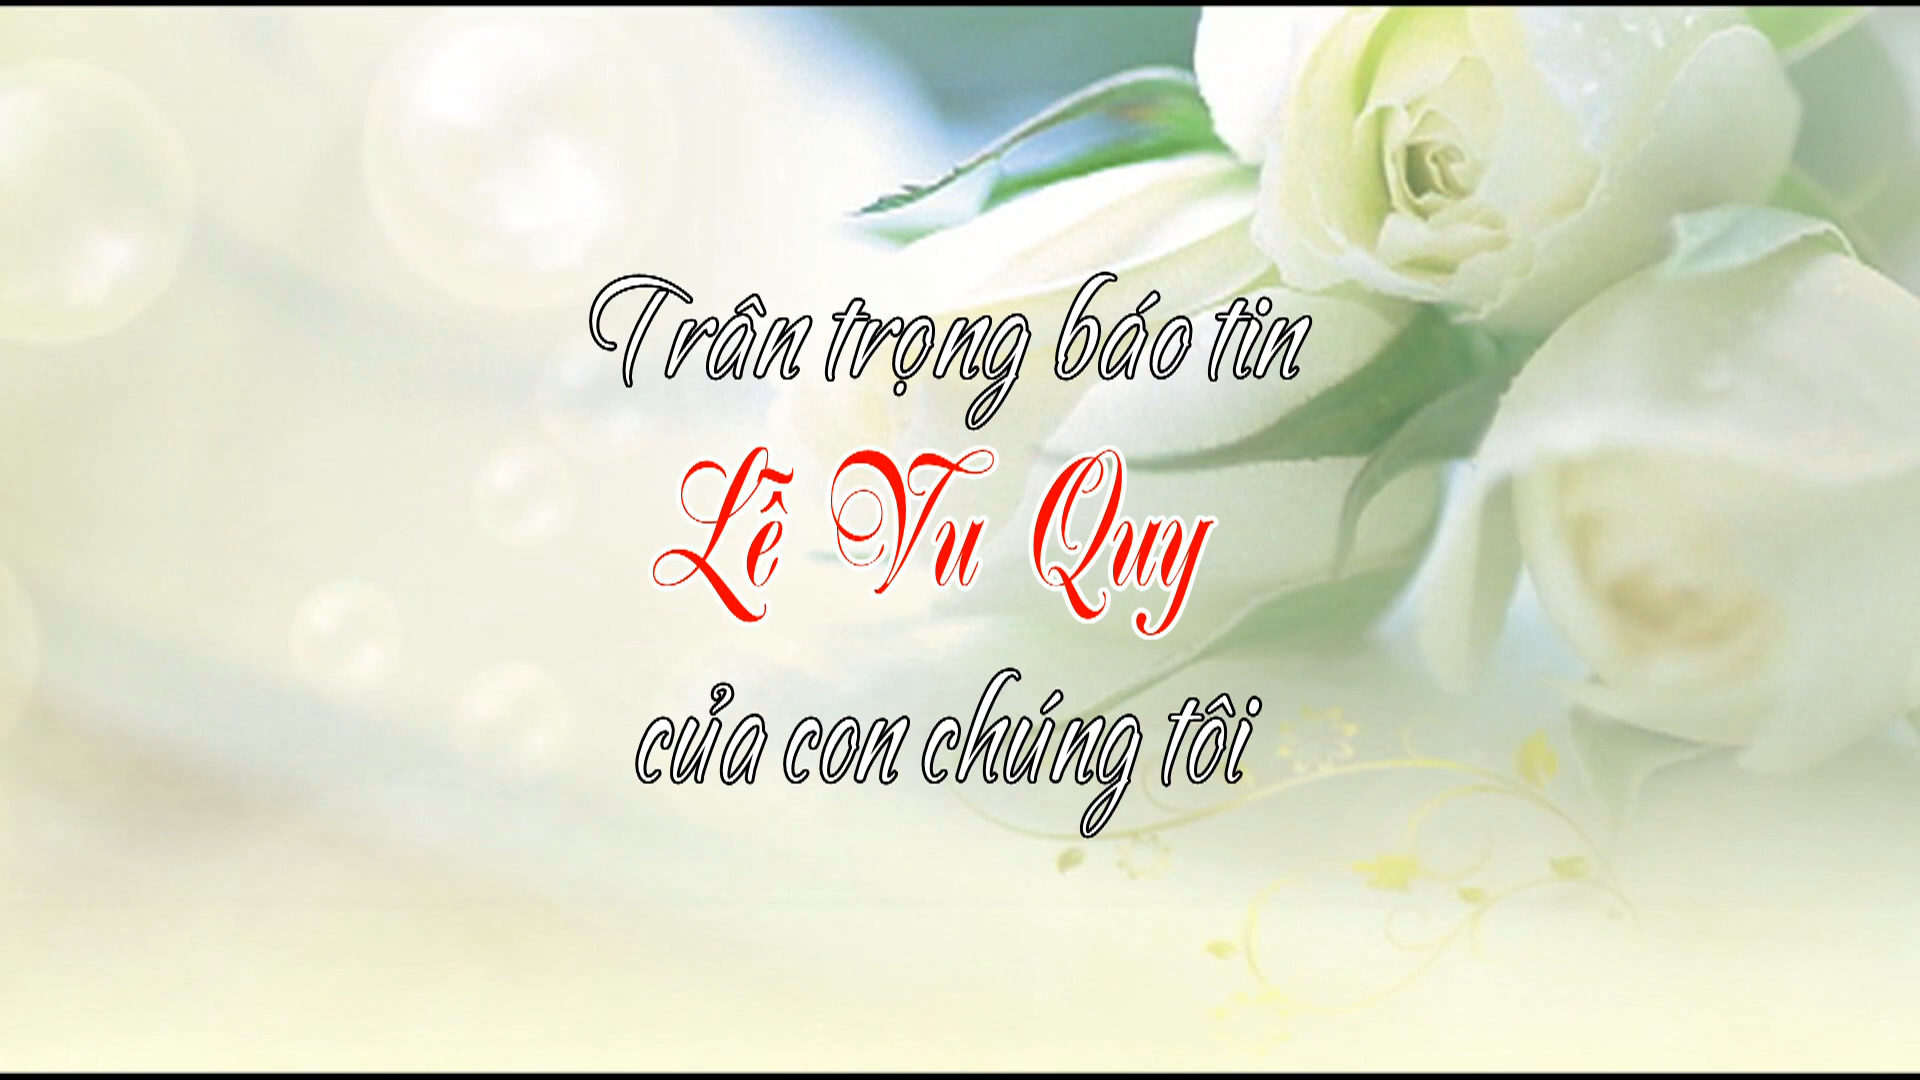 Trân trọng báo tin
Lễ Vu Quy
của con chúng tôi